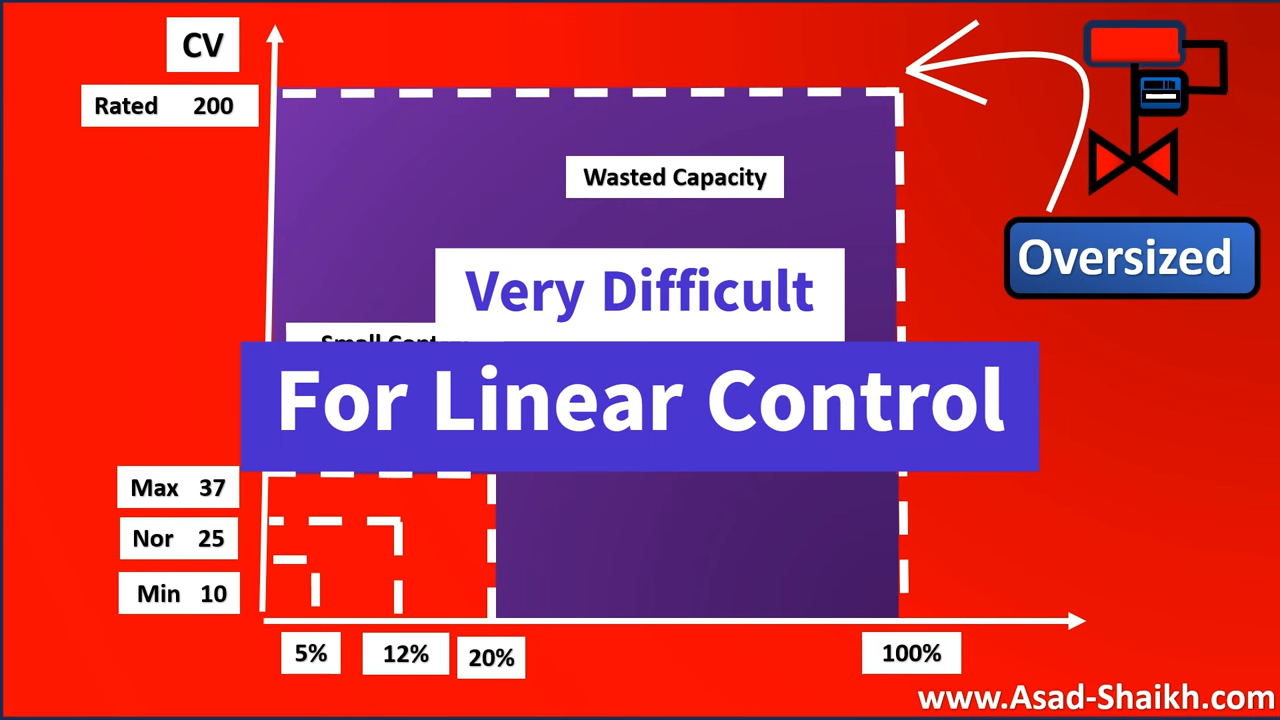 CV
Rated 200
Wasted Capacity
Oversized
Very Difficult
Small
For Linear Control
Max 37
Nor 25
Min 10
5% 12% 20% 100%
www.Asad-Shaikh.com